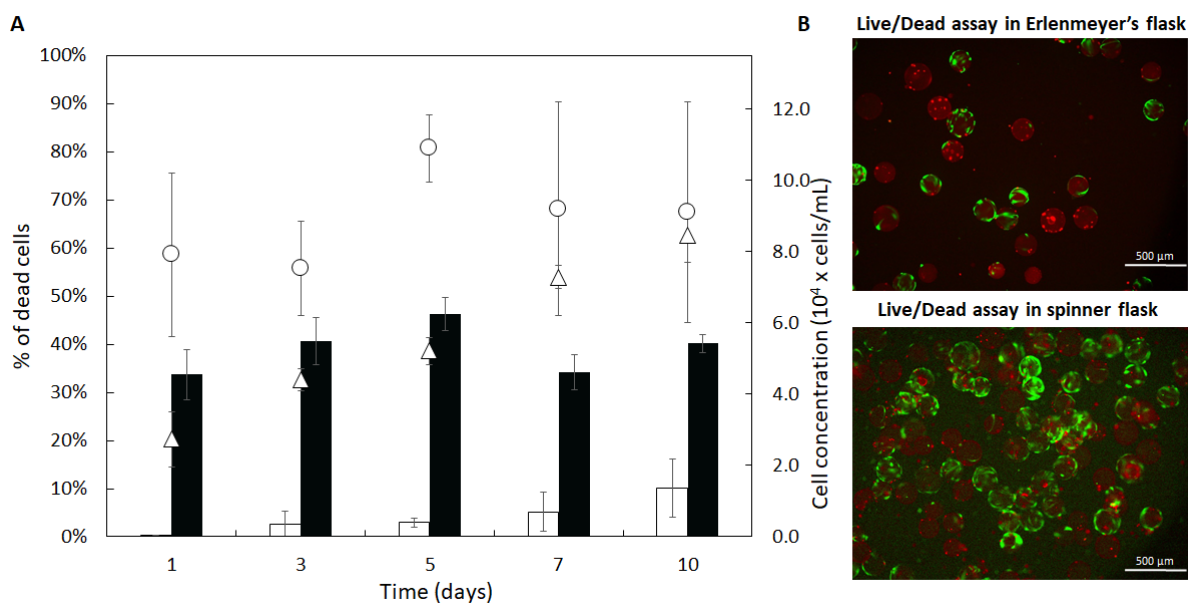 A
100%
90%
80%
70%
60%
50%
40%
30%
20%
10%
0%
% of dead cells
1
3
5
7
10
Time (days)
12.0
10.0
8.0
6.0
4.0
2.0
0.0
Cell concentration (10⁴ x cells/mL)
B
Live/Dead assay in Erlenmeyer's flask
500 µm
Live/Dead assay in spinner flask
500 µm